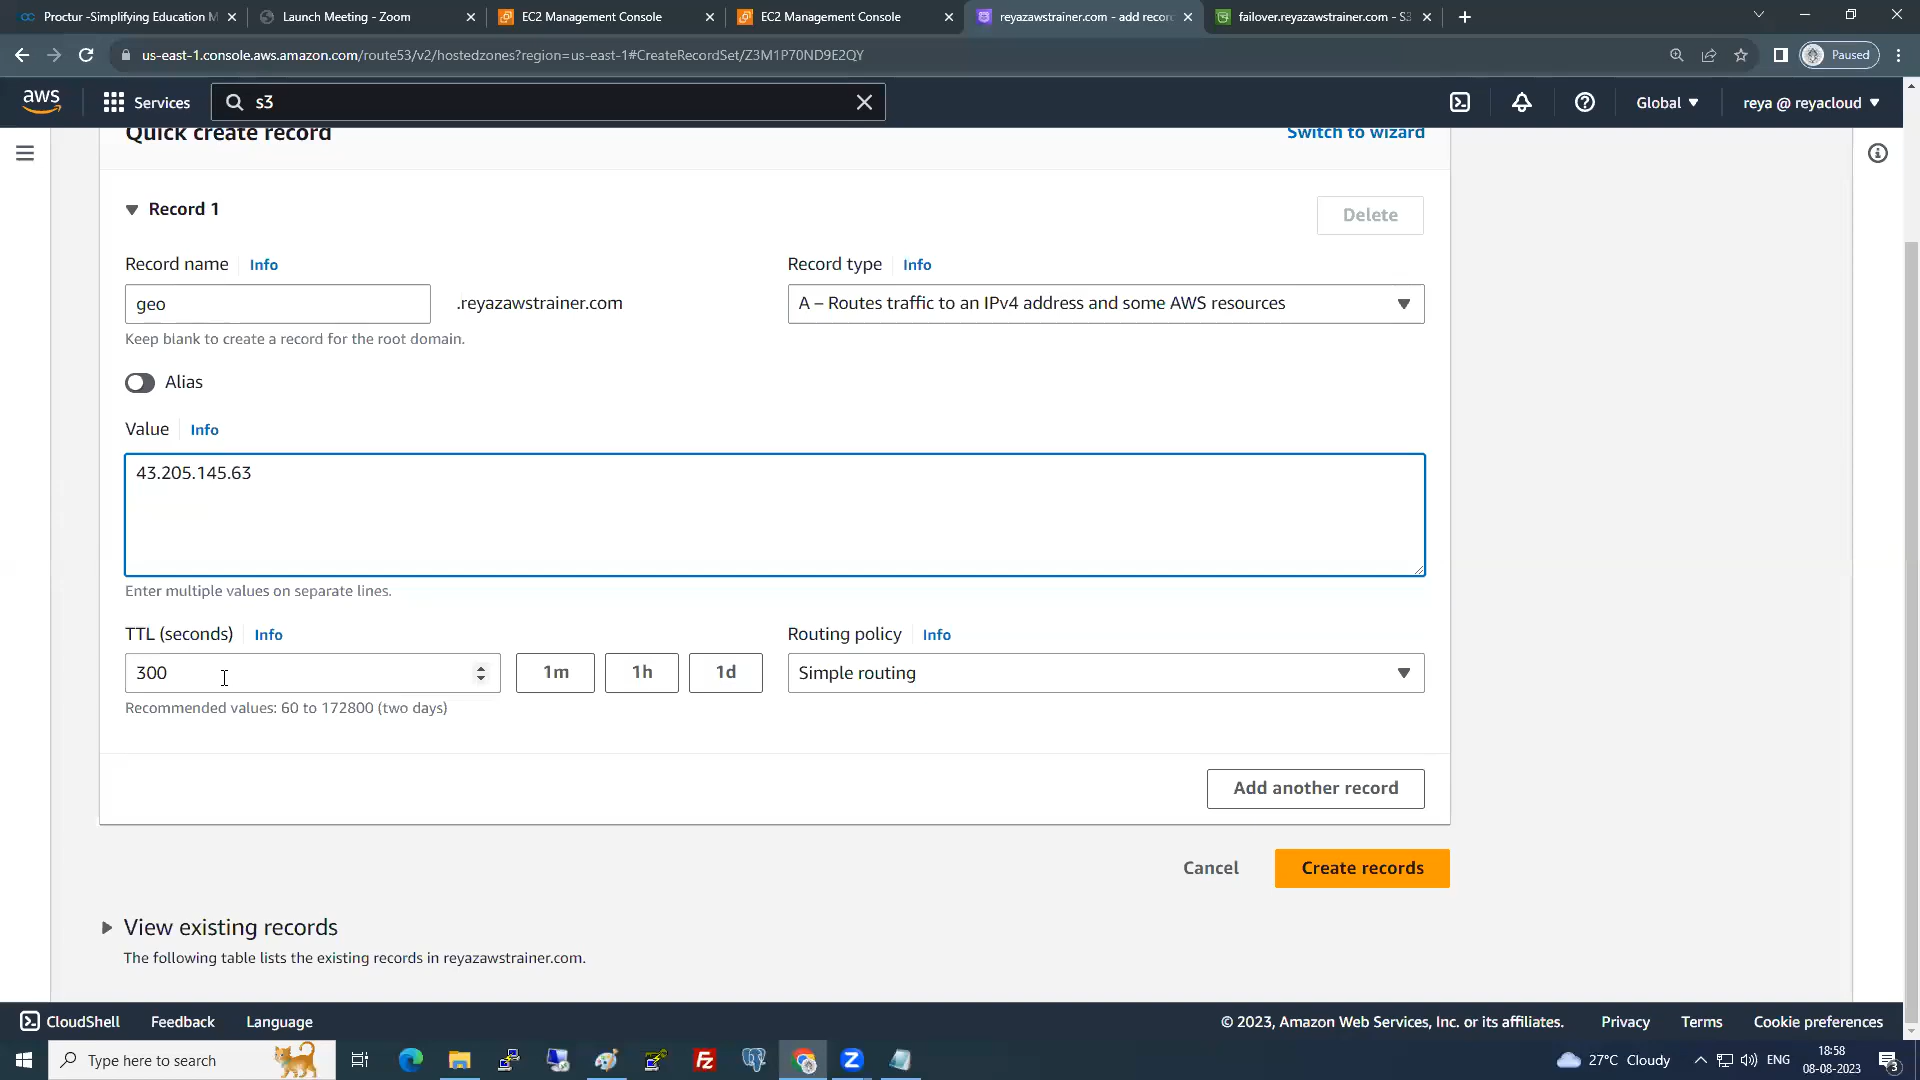 Proctur -Simplifying Education M
Launch Meeting - Zoom
EC2 Management Console
EC2 Management Console
reyazawstrainer.com - add recor
failover.reyazawstrainer.com - S3
us-east-1.console.aws.amazon.com/route53/v2/hostedzones?region=us-east-1#CreateRecordSet/Z3M1P70ND9E2QY
Paused
aws
Services
s3
Global
reya @ reyacloud
Quick create record
Switch to wizard
Record 1
Delete
Record name
Info
Record type
Info
geo
.reyazawstrainer.com
A – Routes traffic to an IPv4 address and some AWS resources
Keep blank to create a record for the root domain.
Alias
Value
Info
43.205.145.63
Enter multiple values on separate lines.
TTL (seconds)
Info
Routing policy
Info
300
1m
1h
1d
Simple routing
Recommended values: 60 to 172800 (two days)
Add another record
Cancel
Create records
View existing records
The following table lists the existing records in reyazawstrainer.com.
CloudShell
Feedback
Language
© 2023, Amazon Web Services, Inc. or its affiliates.
Privacy
Terms
Cookie preferences
Type here to search
27°C Cloudy
ENG
18:58
08-08-2023
3